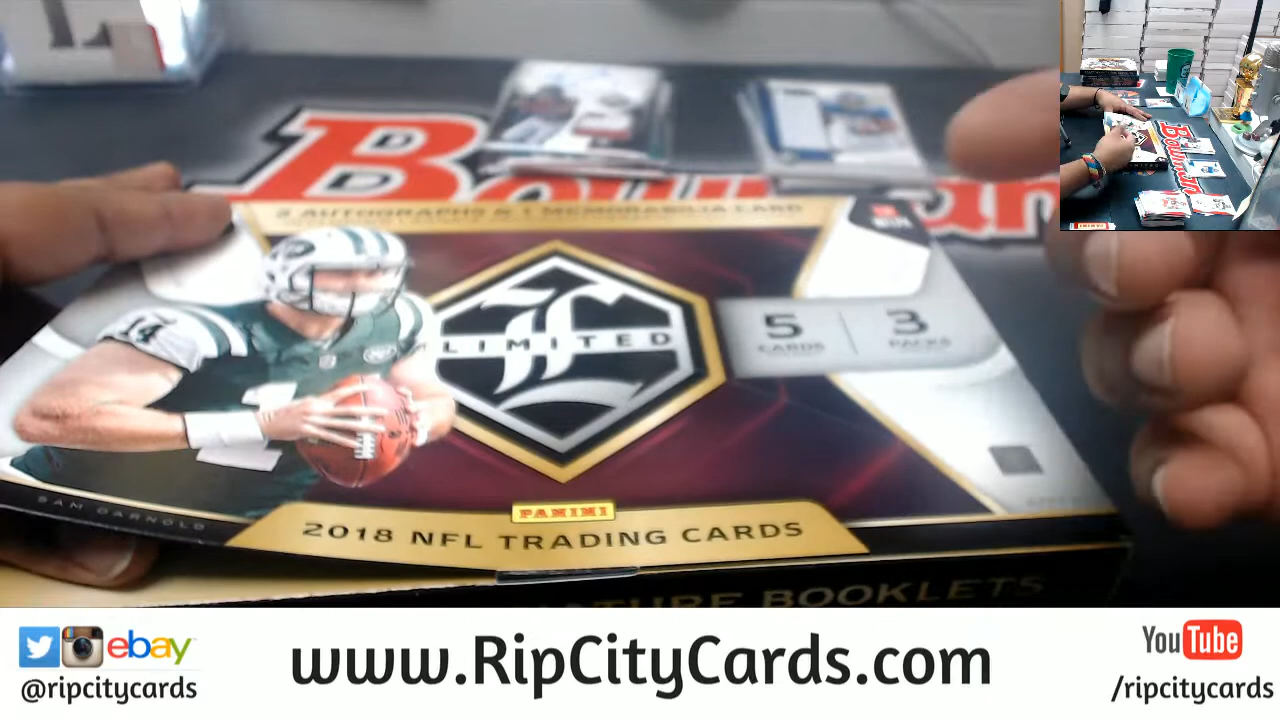 Bowman
2 AUTOGRAPHS & 1 MEMORABILIA CARD
14
LIMITED
5 CARDS
3 PACKS
SAM DARNOLD
PANINI
2018 NFL TRADING CARDS
BOOKLETS
ebay
@ripcitycards
www.RipCityCards.com
YouTube
/ripcitycards